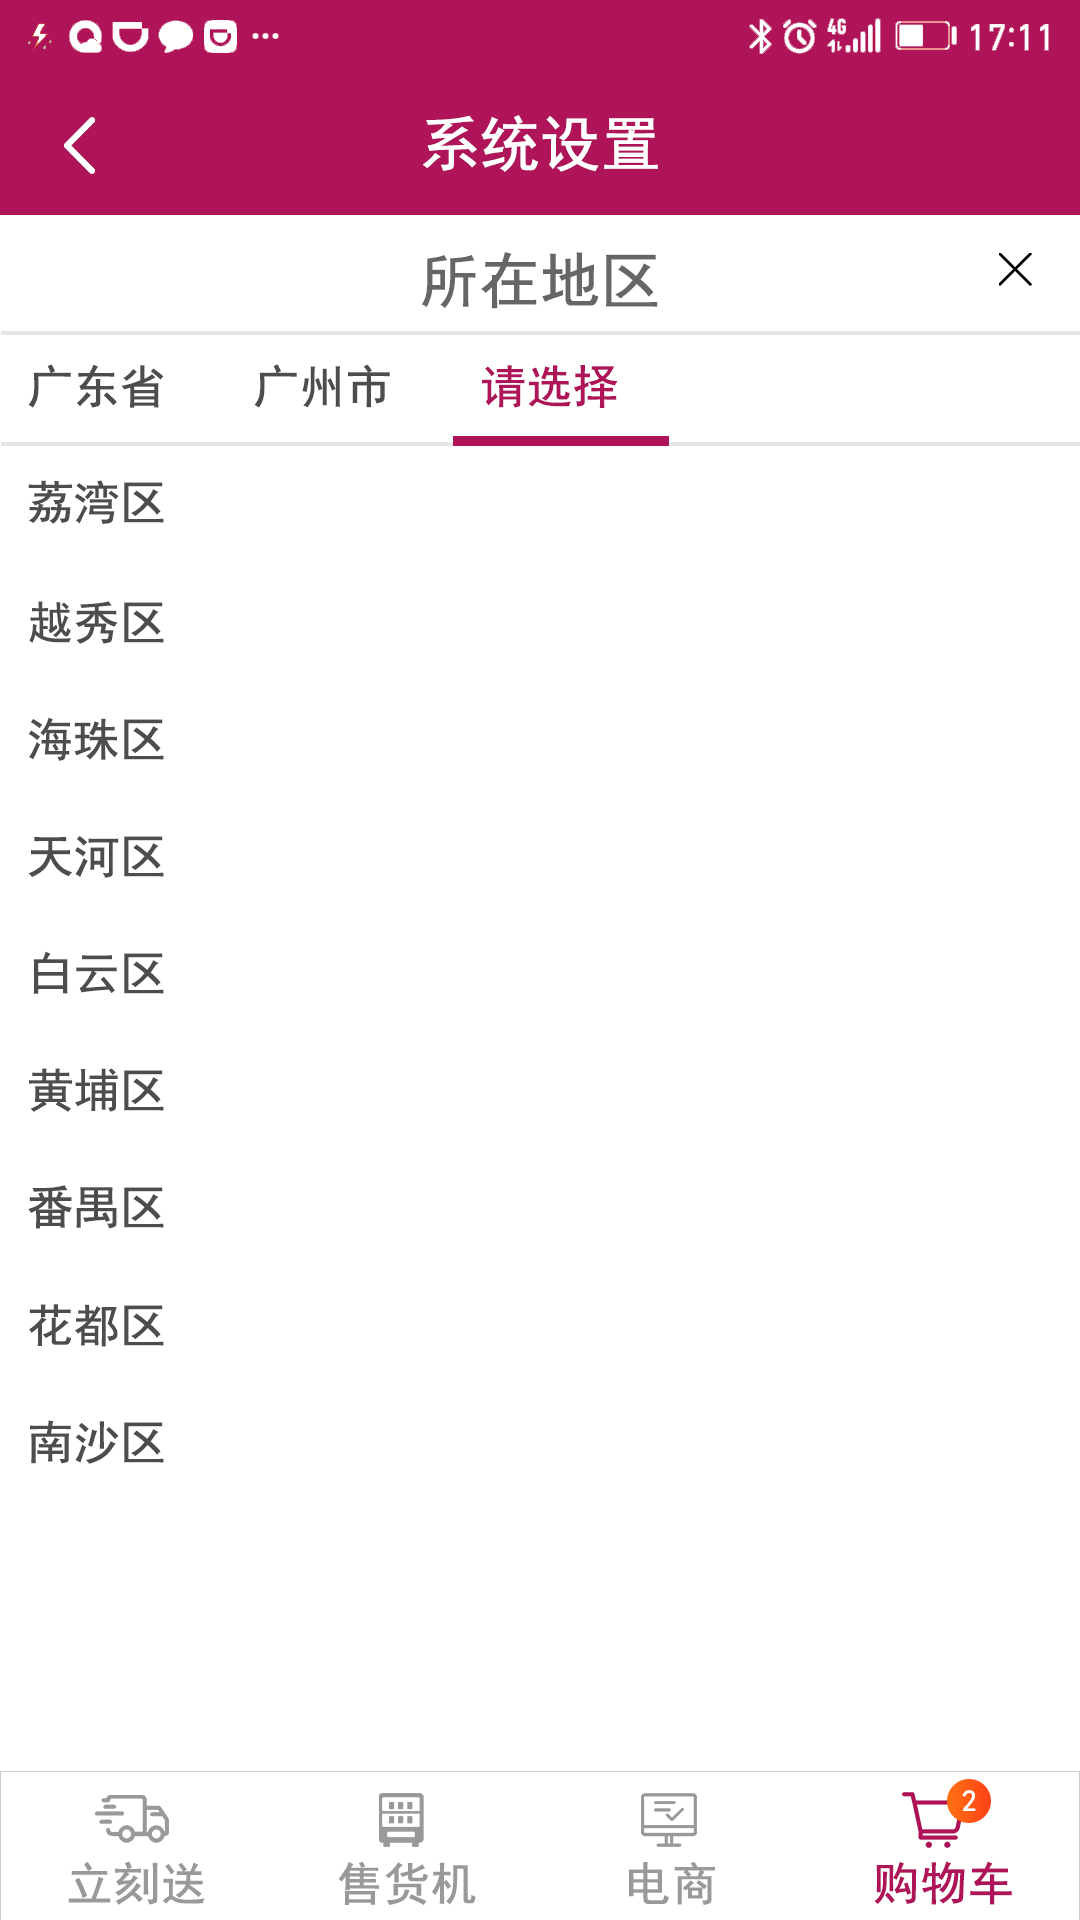 4G 17:11
系统设置
所在地区
广东省 广州市 请选择
荔湾区
越秀区
海珠区
天河区
白云区
黄埔区
番禺区
花都区
南沙区
2
立刻送 售货机 电商 购物车